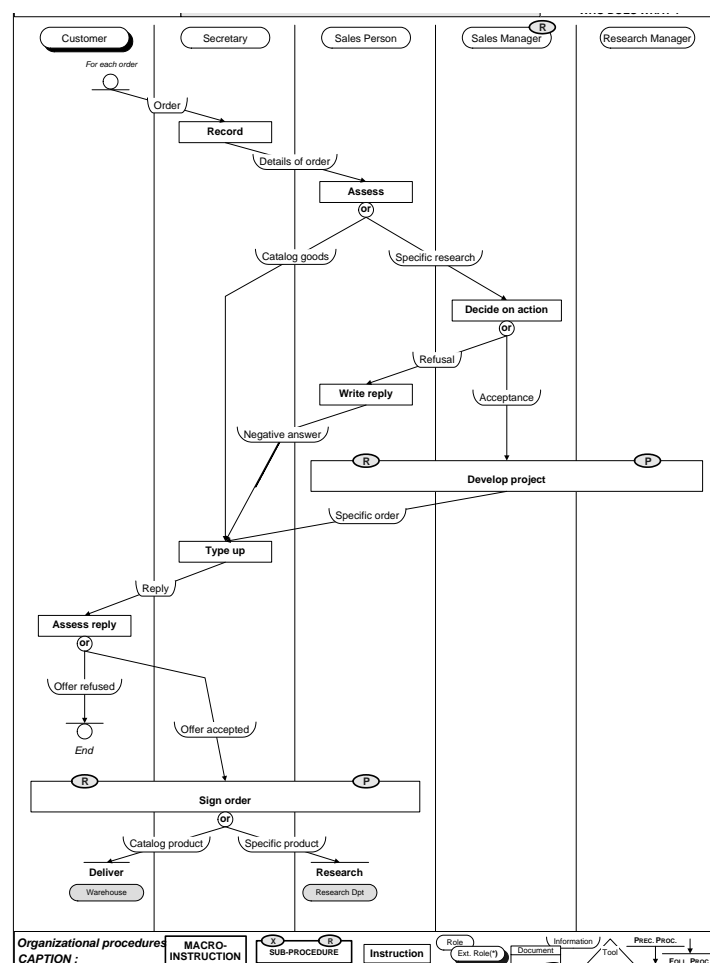 Customer
Secretary
Sales Person
Sales Manager
R
Research Manager
For each order
Order
Record
Details of order
Assess
or
Catalog goods
Specific research
Decide on action
or
Refusal
Write reply
Acceptance
Negative answer
R
P
Develop project
Specific order
Type up
Reply
Assess reply
or
Offer refused
Offer accepted
End
R
P
Sign order
or
Catalog product
Specific product
Deliver
Research
Warehouse
Research Dpt
Organizational procedures
CAPTION :
MACRO-
INSTRUCTION
X
R
SUB-PROCEDURE
Instruction
Role
Ext. Role(*)
Document
Information
Tool
PREC. PROC.
FOLL. PROC